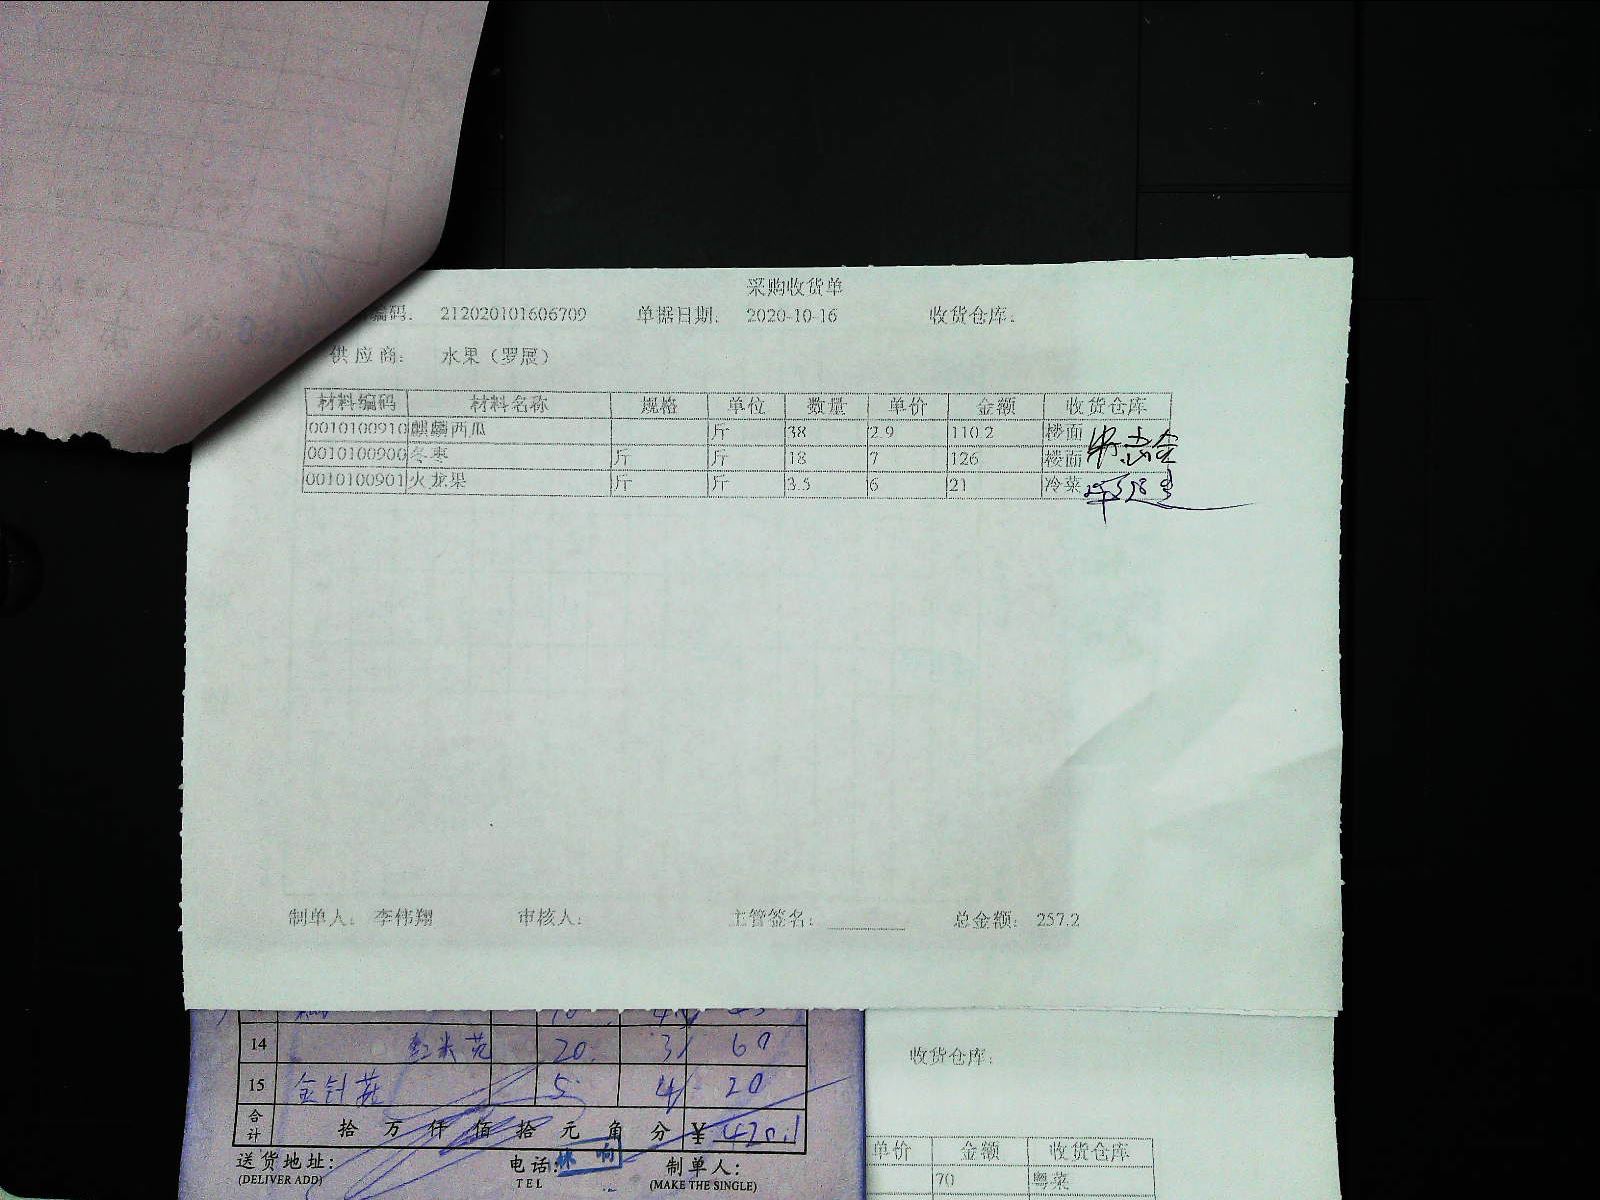 采购收货单
编码: 212020101606709 单据日期: 2020-10-16 收货仓库:
供应商: 水果（罗展）
材料编码 材料名称 规格 单位 数量 单价 金额 收货仓库
0010100910 麒麟西瓜 斤 38 2.9 110.2 楼面
0010100900 冬枣 斤 斤 18 7 126 楼面
0010100901 火龙果 斤 斤 3.5 6 21 冷菜
制单人: 李伟翔 审核人: 主管签名: 总金额: 257.2
14 20 3 60
15 金针菇 5 4 20
合计 拾 万 仟 佰 拾 元 角 分 ¥
送货地址: 电话: 制单人:
(DELIVER ADD) TEL (MAKE THE SINGLE)
收货仓库:
单价 金额 收货仓库
70 粤菜